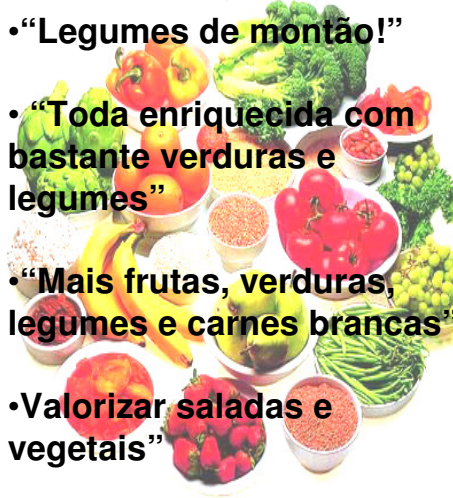 •“Legumes de montão!”
• “Toda enriquecida com
bastante verduras e
legumes”
•“Mais frutas, verduras,
legumes e carnes brancas”
•Valorizar saladas e
vegetais”